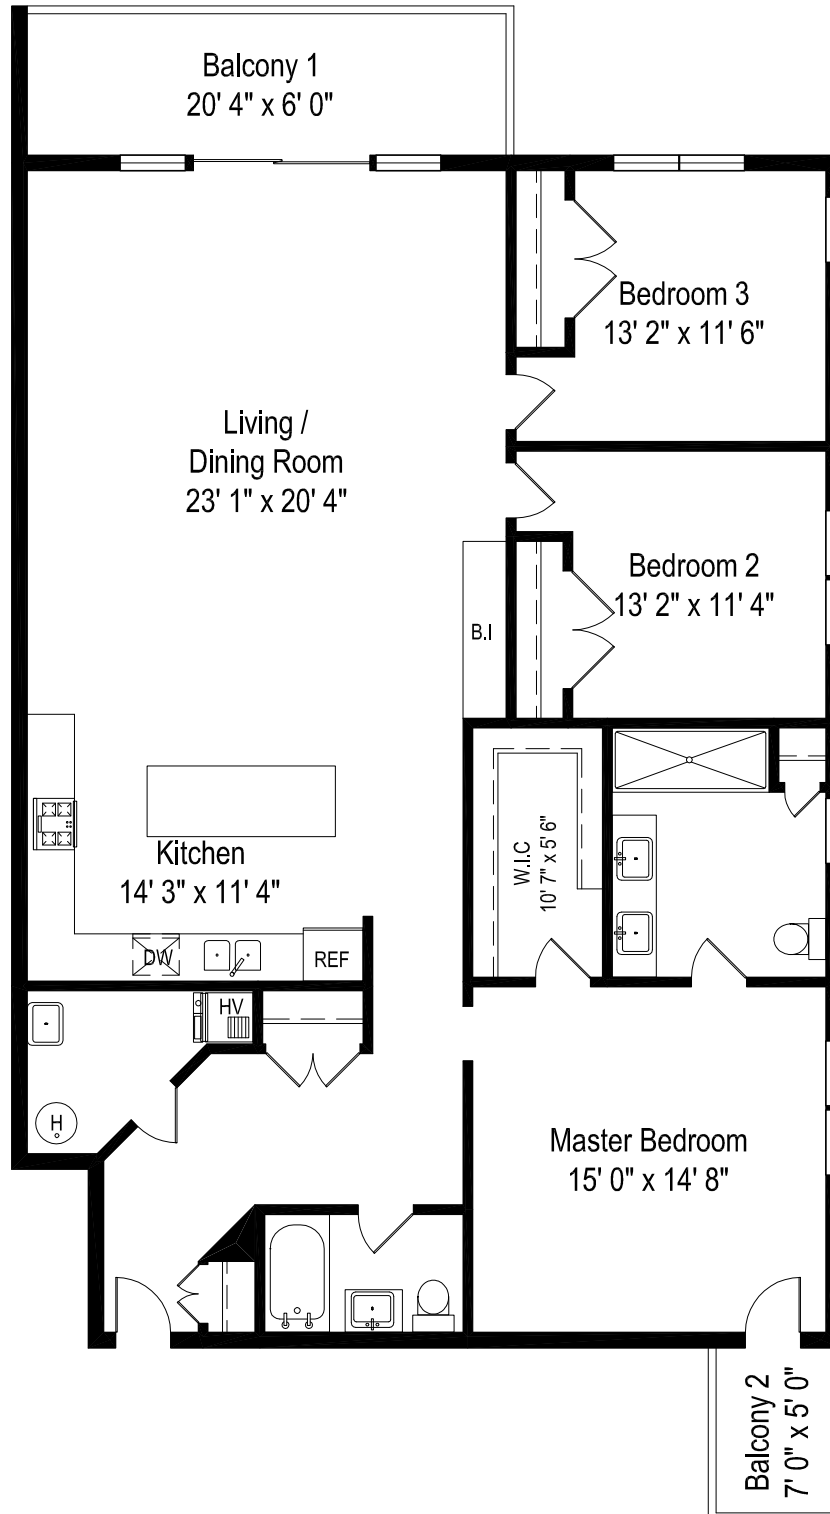 Balcony 1
20' 4" x 6' 0"
Bedroom 3
13' 2" x 11' 6"
Living /
Dining Room
23' 1" x 20' 4"
Bedroom 2
13' 2" x 11' 4"
B.I
W.I.C
10' 7" x 5' 6"
Kitchen
14' 3" x 11' 4"
DW
REF
HV
H
Master Bedroom
15' 0" x 14' 8"
Balcony 2
7' 0" x 5' 0"